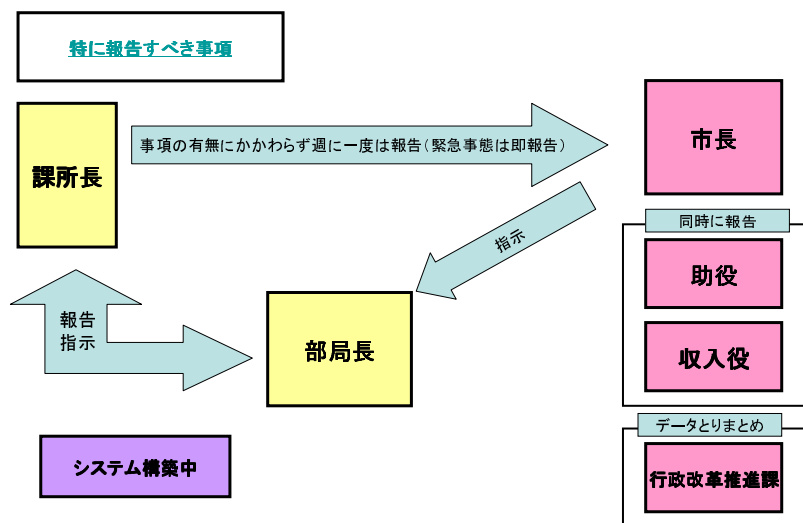 特に報告すべき事項
課所長
事項の有無にかかわらず週に一度は報告（緊急事態は即報告）
市長
指示
同時に報告
助役
収入役
報告
指示
部局長
データとりまとめ
行政改革推進課
システム構築中